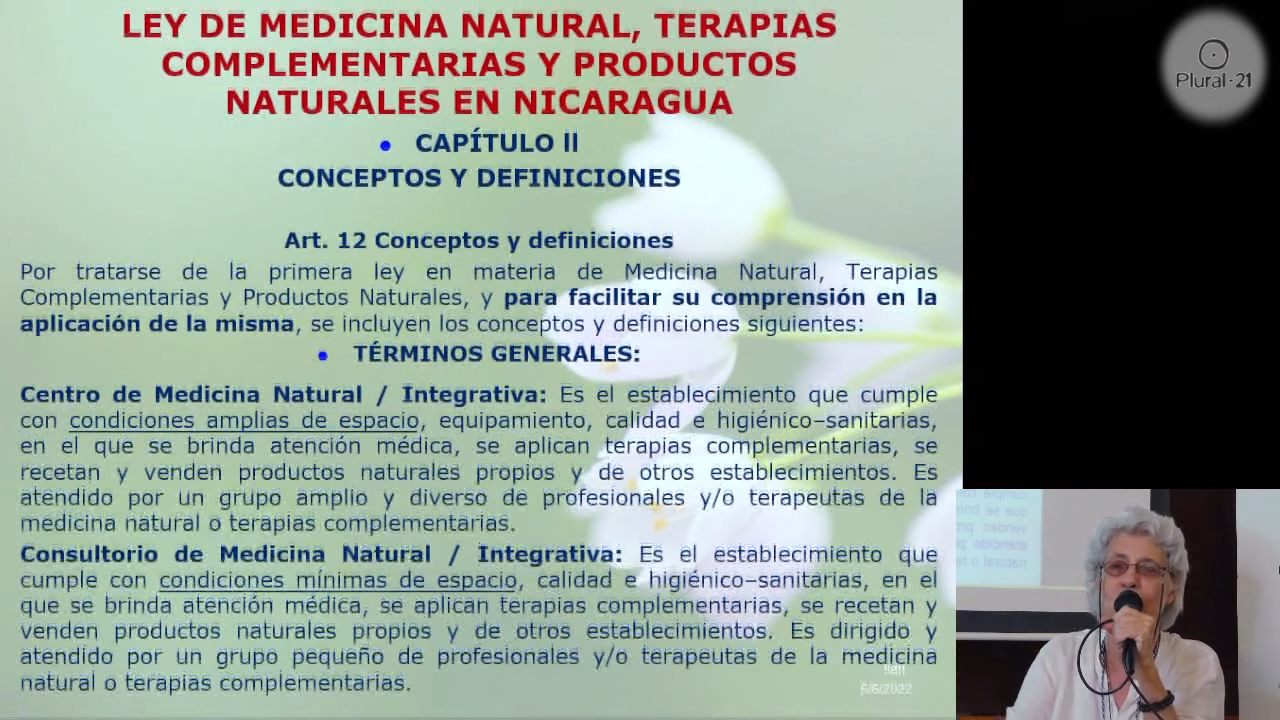 LEY DE MEDICINA NATURAL, TERAPIAS
COMPLEMENTARIAS Y PRODUCTOS
NATURALES EN NICARAGUA
• CAPÍTULO ll
CONCEPTOS Y DEFINICIONES
Art. 12 Conceptos y definiciones
Por tratarse de la primera ley en materia de Medicina Natural, Terapias
Complementarias y Productos Naturales, y para facilitar su comprensión en la
aplicación de la misma, se incluyen los conceptos y definiciones siguientes:
• TÉRMINOS GENERALES:
Centro de Medicina Natural / Integrativa: Es el establecimiento que cumple
con condiciones amplias de espacio, equipamiento, calidad e higiénico–sanitarias,
en el que se brinda atención médica, se aplican terapias complementarias, se
recetan y venden productos naturales propios y de otros establecimientos. Es
atendido por un grupo amplio y diverso de profesionales y/o terapeutas de la
medicina natural o terapias complementarias.
Consultorio de Medicina Natural / Integrativa: Es el establecimiento que
cumple con condiciones mínimas de espacio, calidad e higiénico–sanitarias, en el
que se brinda atención médica, se aplican terapias complementarias, se recetan y
venden productos naturales propios y de otros establecimientos. Es dirigido y
atendido por un grupo pequeño de profesionales y/o terapeutas de la medicina
natural o terapias complementarias.
6/6/2022
Plural-21